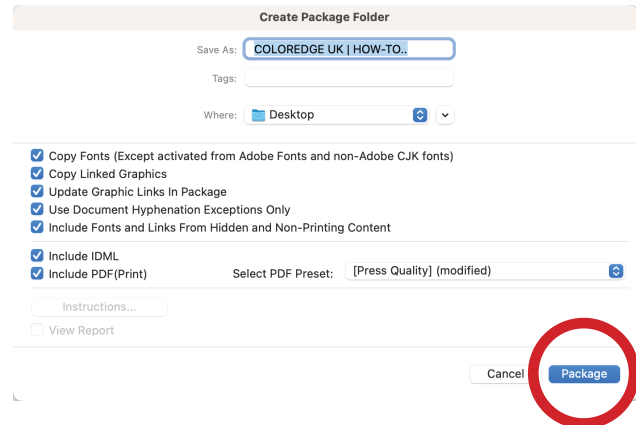 Create Package Folder
Save As: COLOREDGE UK | HOW-TO..
Tags:
Where: Desktop
Copy Fonts (Except activated from Adobe Fonts and non-Adobe CJK fonts)
Copy Linked Graphics
Update Graphic Links In Package
Use Document Hyphenation Exceptions Only
Include Fonts and Links From Hidden and Non-Printing Content
Include IDML
Include PDF(Print) Select PDF Preset: [Press Quality] (modified)
Instructions...
View Report
Cancel Package